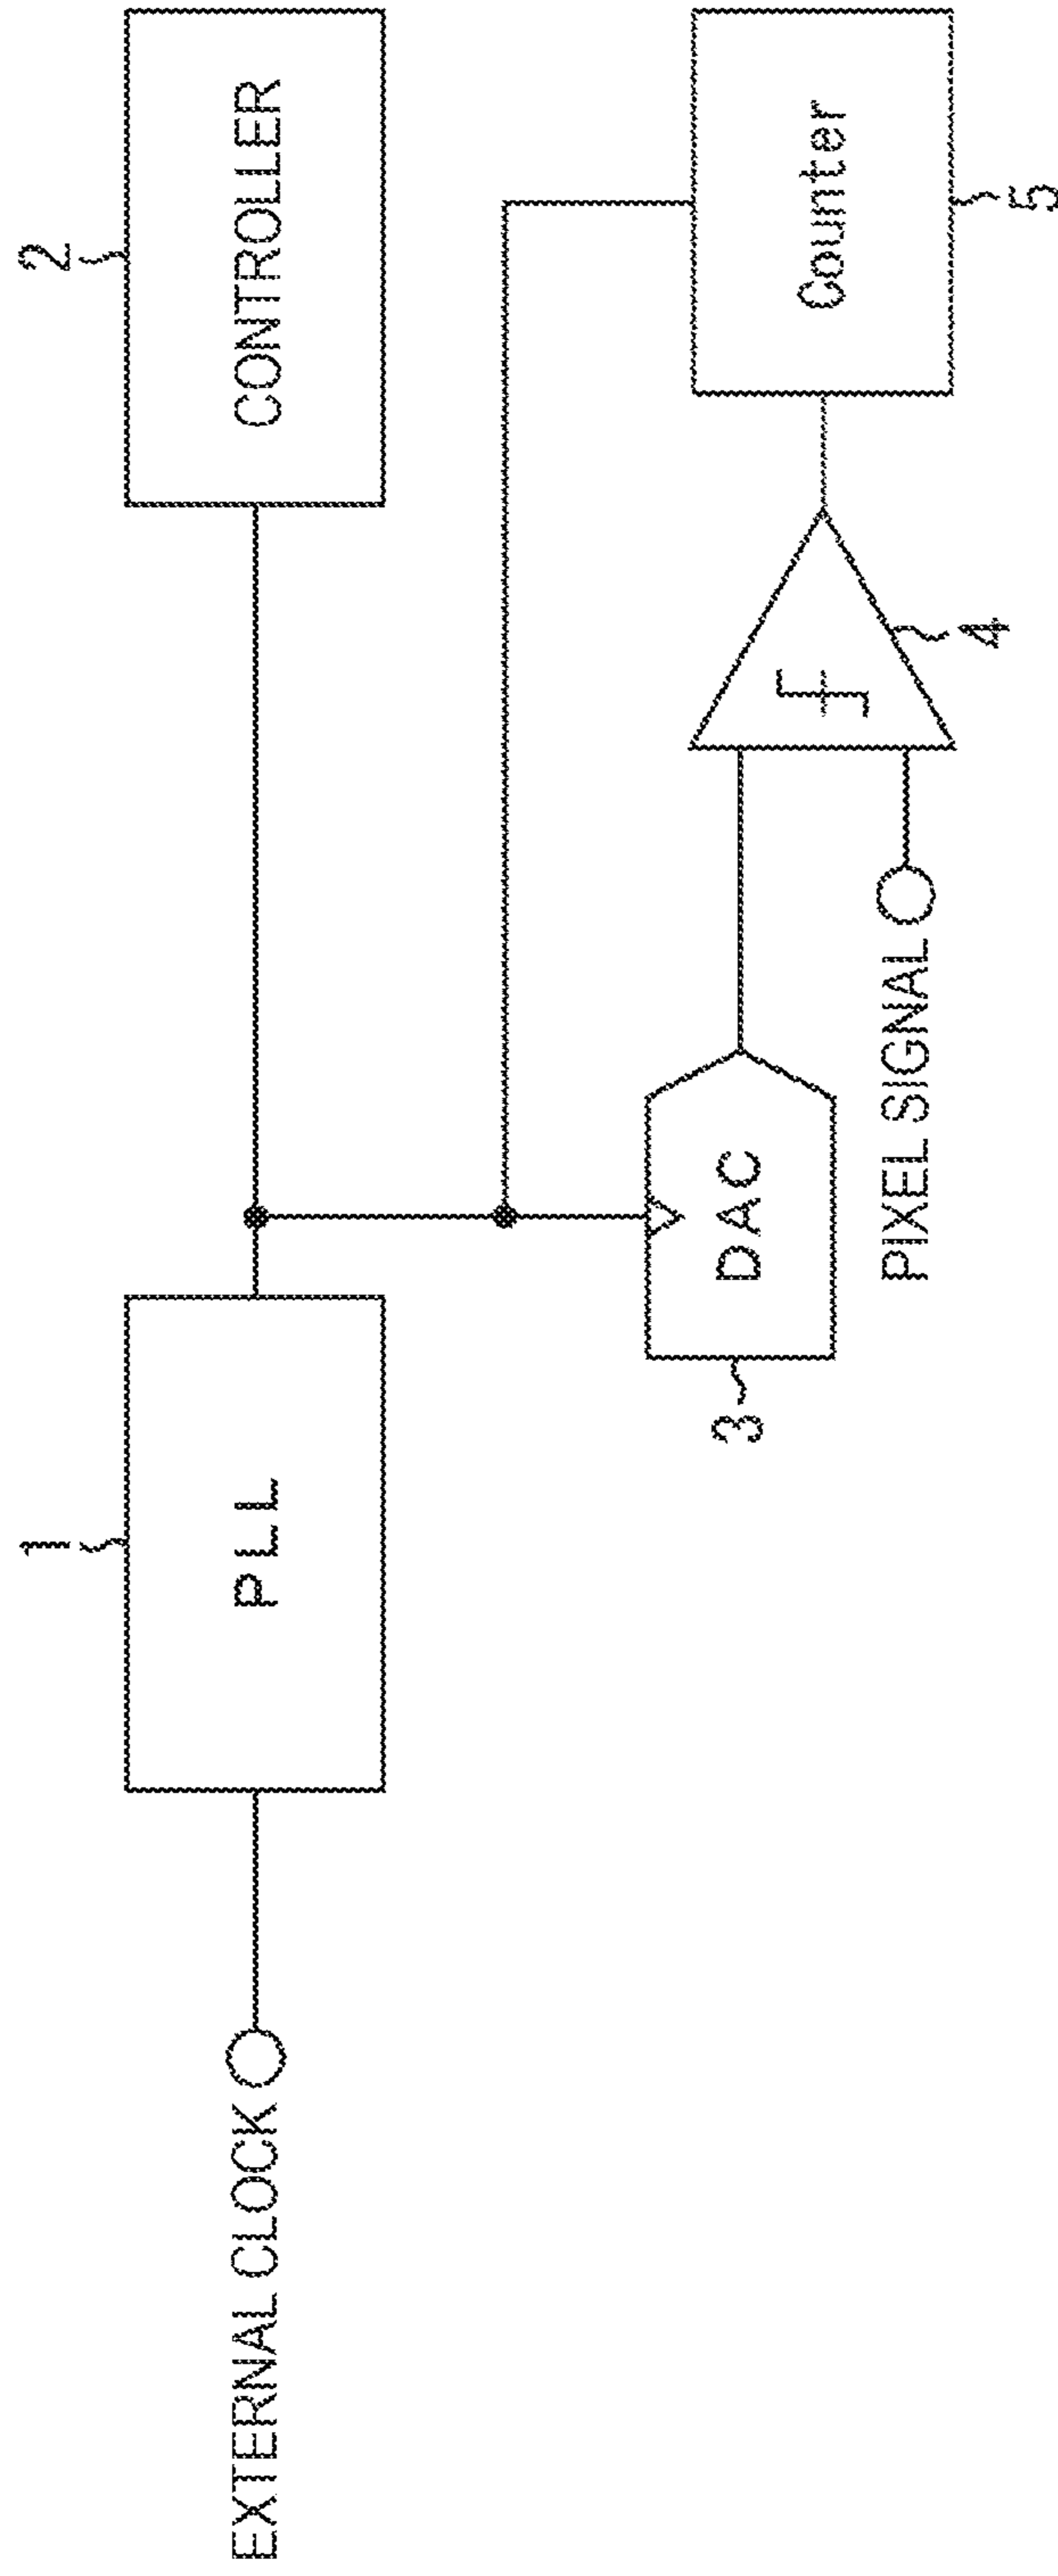 1
2
EXTERNAL CLOCK
PLL
CONTROLLER
3
DAC
Counter
PIXEL SIGNAL
4
5